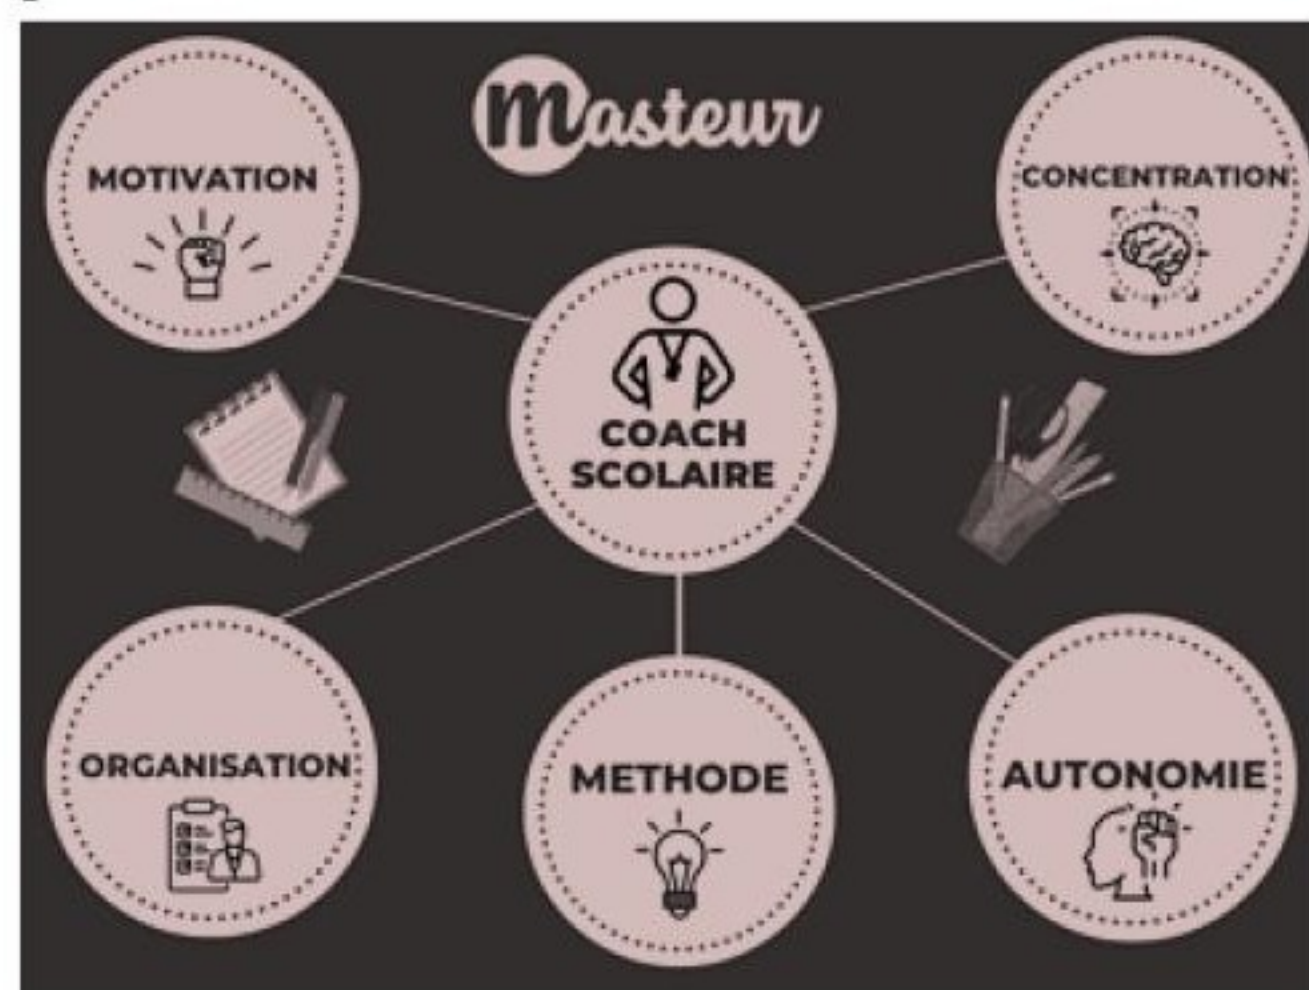 Masteur
MOTIVATION
CONCENTRATION
COACH
SCOLAIRE
ORGANISATION
METHODE
AUTONOMIE